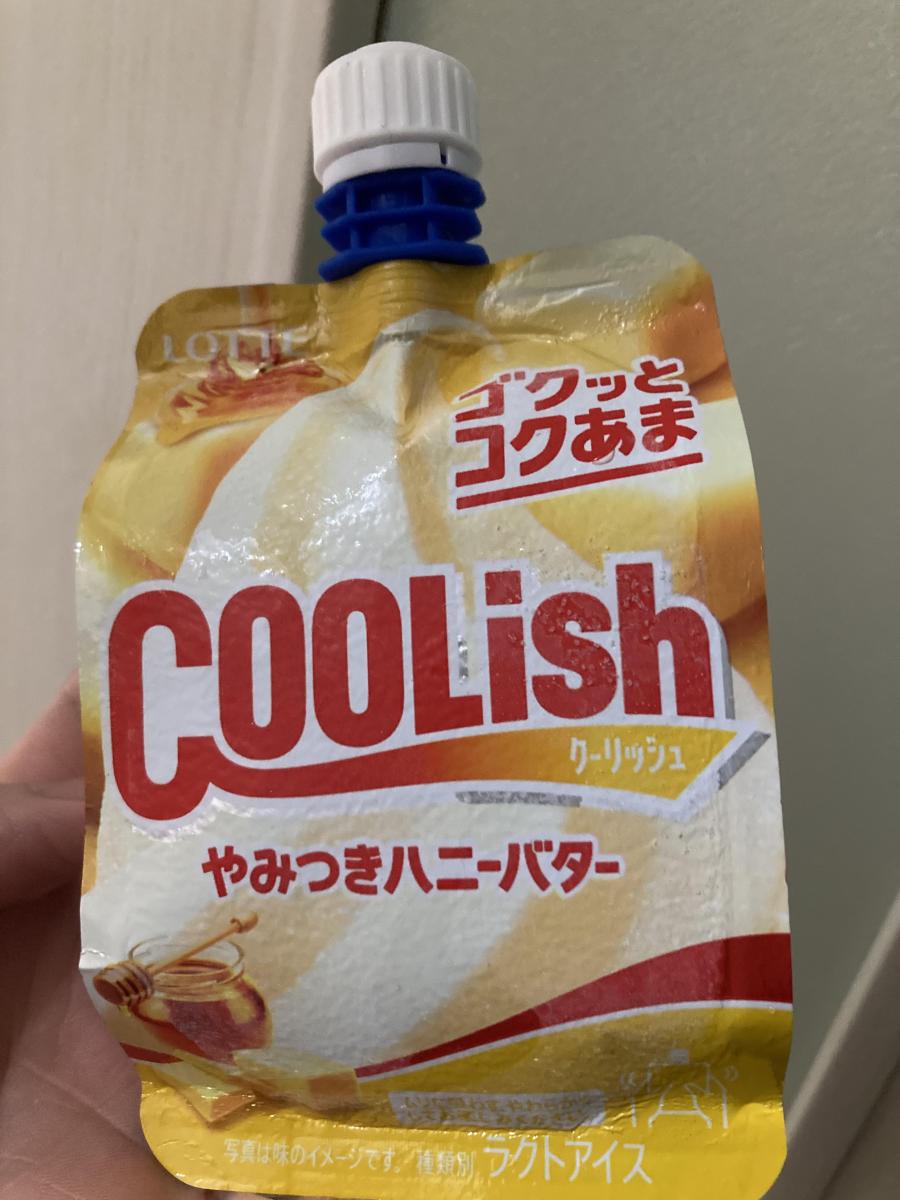 LOTTE
ゴクッと
コクあま
COOLish
クーリッシュ
やみつきハニーバター
写真は味のイメージです。 種類別 ラクトアイス